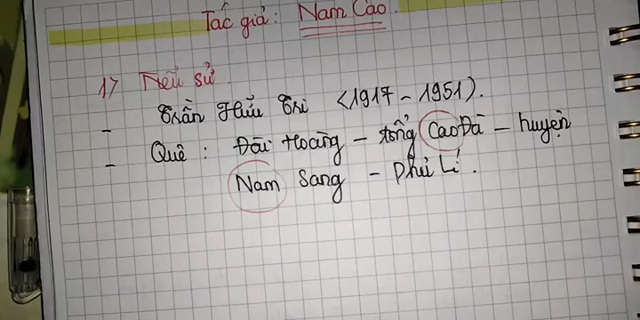 Tác giả: Nam Cao.
1) Tiểu sử
- Trần Hữu Tri <1917 - 1951>.
- Quê: Đại Hoàng - tổng Cao Đà - huyện
Nam Sang - Phủ Lí.